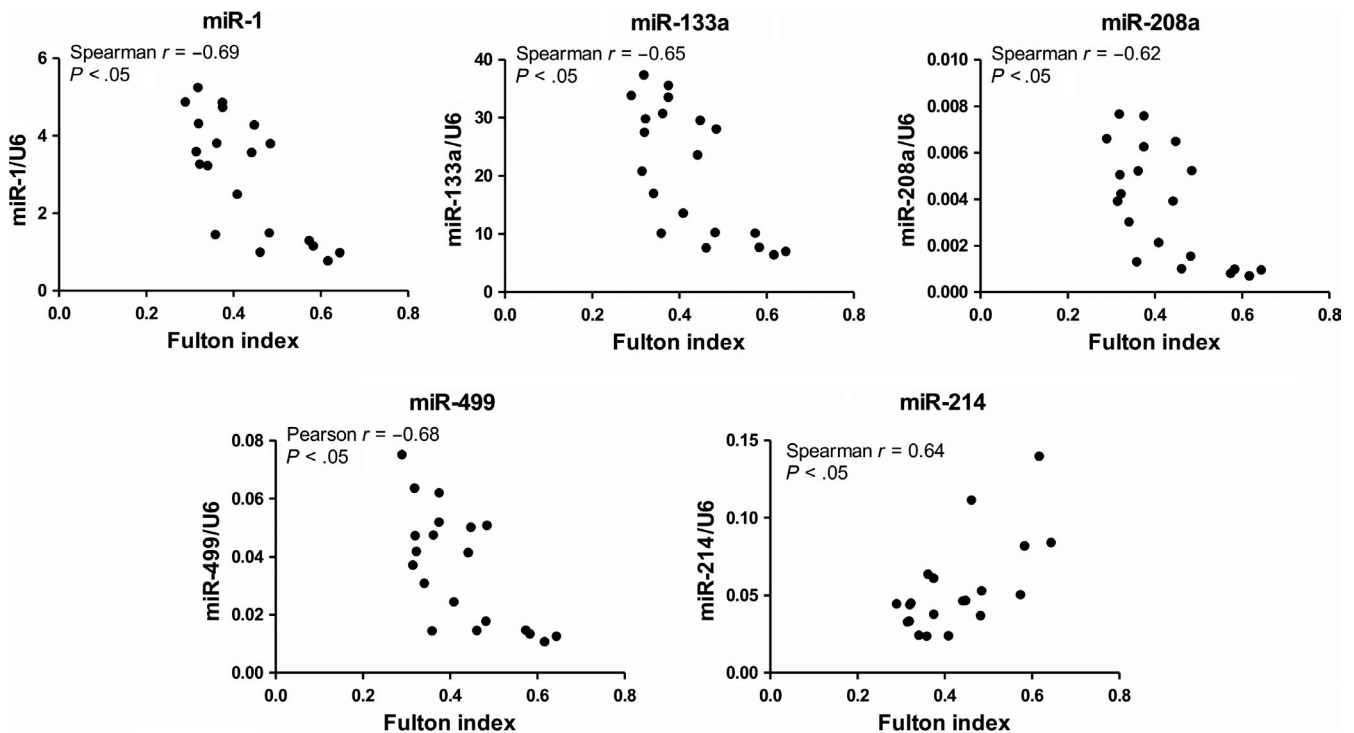 miR-1
Spearman r = −0.69
P < .05
6
4
2
0
miR-1/U6
0.0 0.2 0.4 0.6 0.8
Fulton index
miR-133a
Spearman r = −0.65
P < .05
40
30
20
10
0
miR-133a/U6
0.0 0.2 0.4 0.6 0.8
Fulton index
miR-208a
Spearman r = −0.62
P < .05
0.010
0.008
0.006
0.004
0.002
0.000
miR-208a/U6
0.0 0.2 0.4 0.6 0.8
Fulton index
miR-499
Pearson r = −0.68
P < .05
0.08
0.06
0.04
0.02
0.00
miR-499/U6
0.0 0.2 0.4 0.6 0.8
Fulton index
miR-214
Spearman r = 0.64
P < .05
0.15
0.10
0.05
0.00
miR-214/U6
0.0 0.2 0.4 0.6 0.8
Fulton index